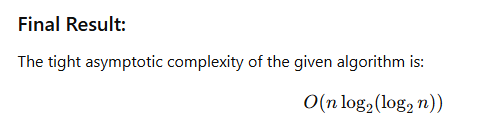 Final Result:
The tight asymptotic complexity of the given algorithm is:
O(n log₂(log₂ n))